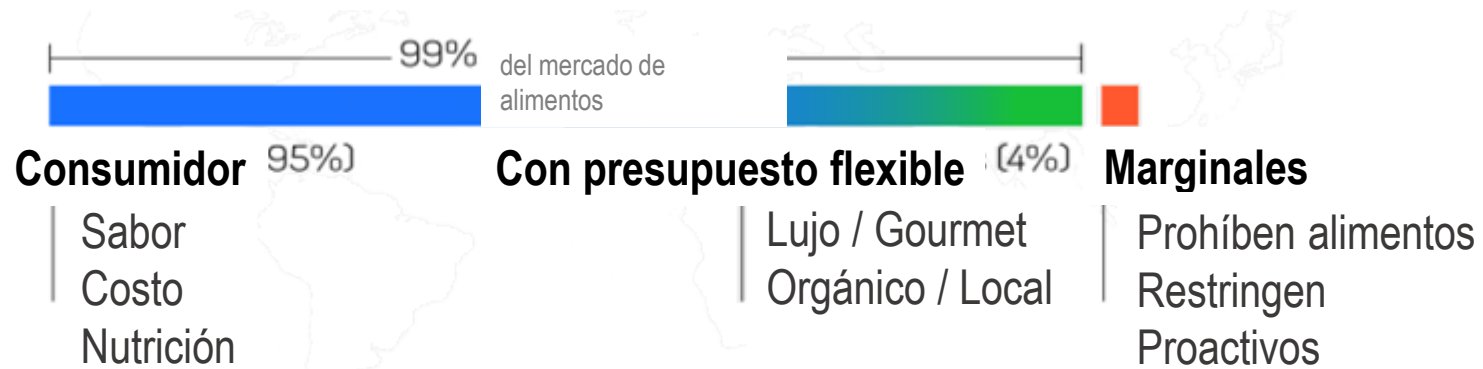 99% del mercado de
alimentos
Consumidor 95%) Con presupuesto flexible (4%) Marginales
Sabor Lujo / Gourmet Prohíben alimentos
Costo Orgánico / Local Restringen
Nutrición Proactivos